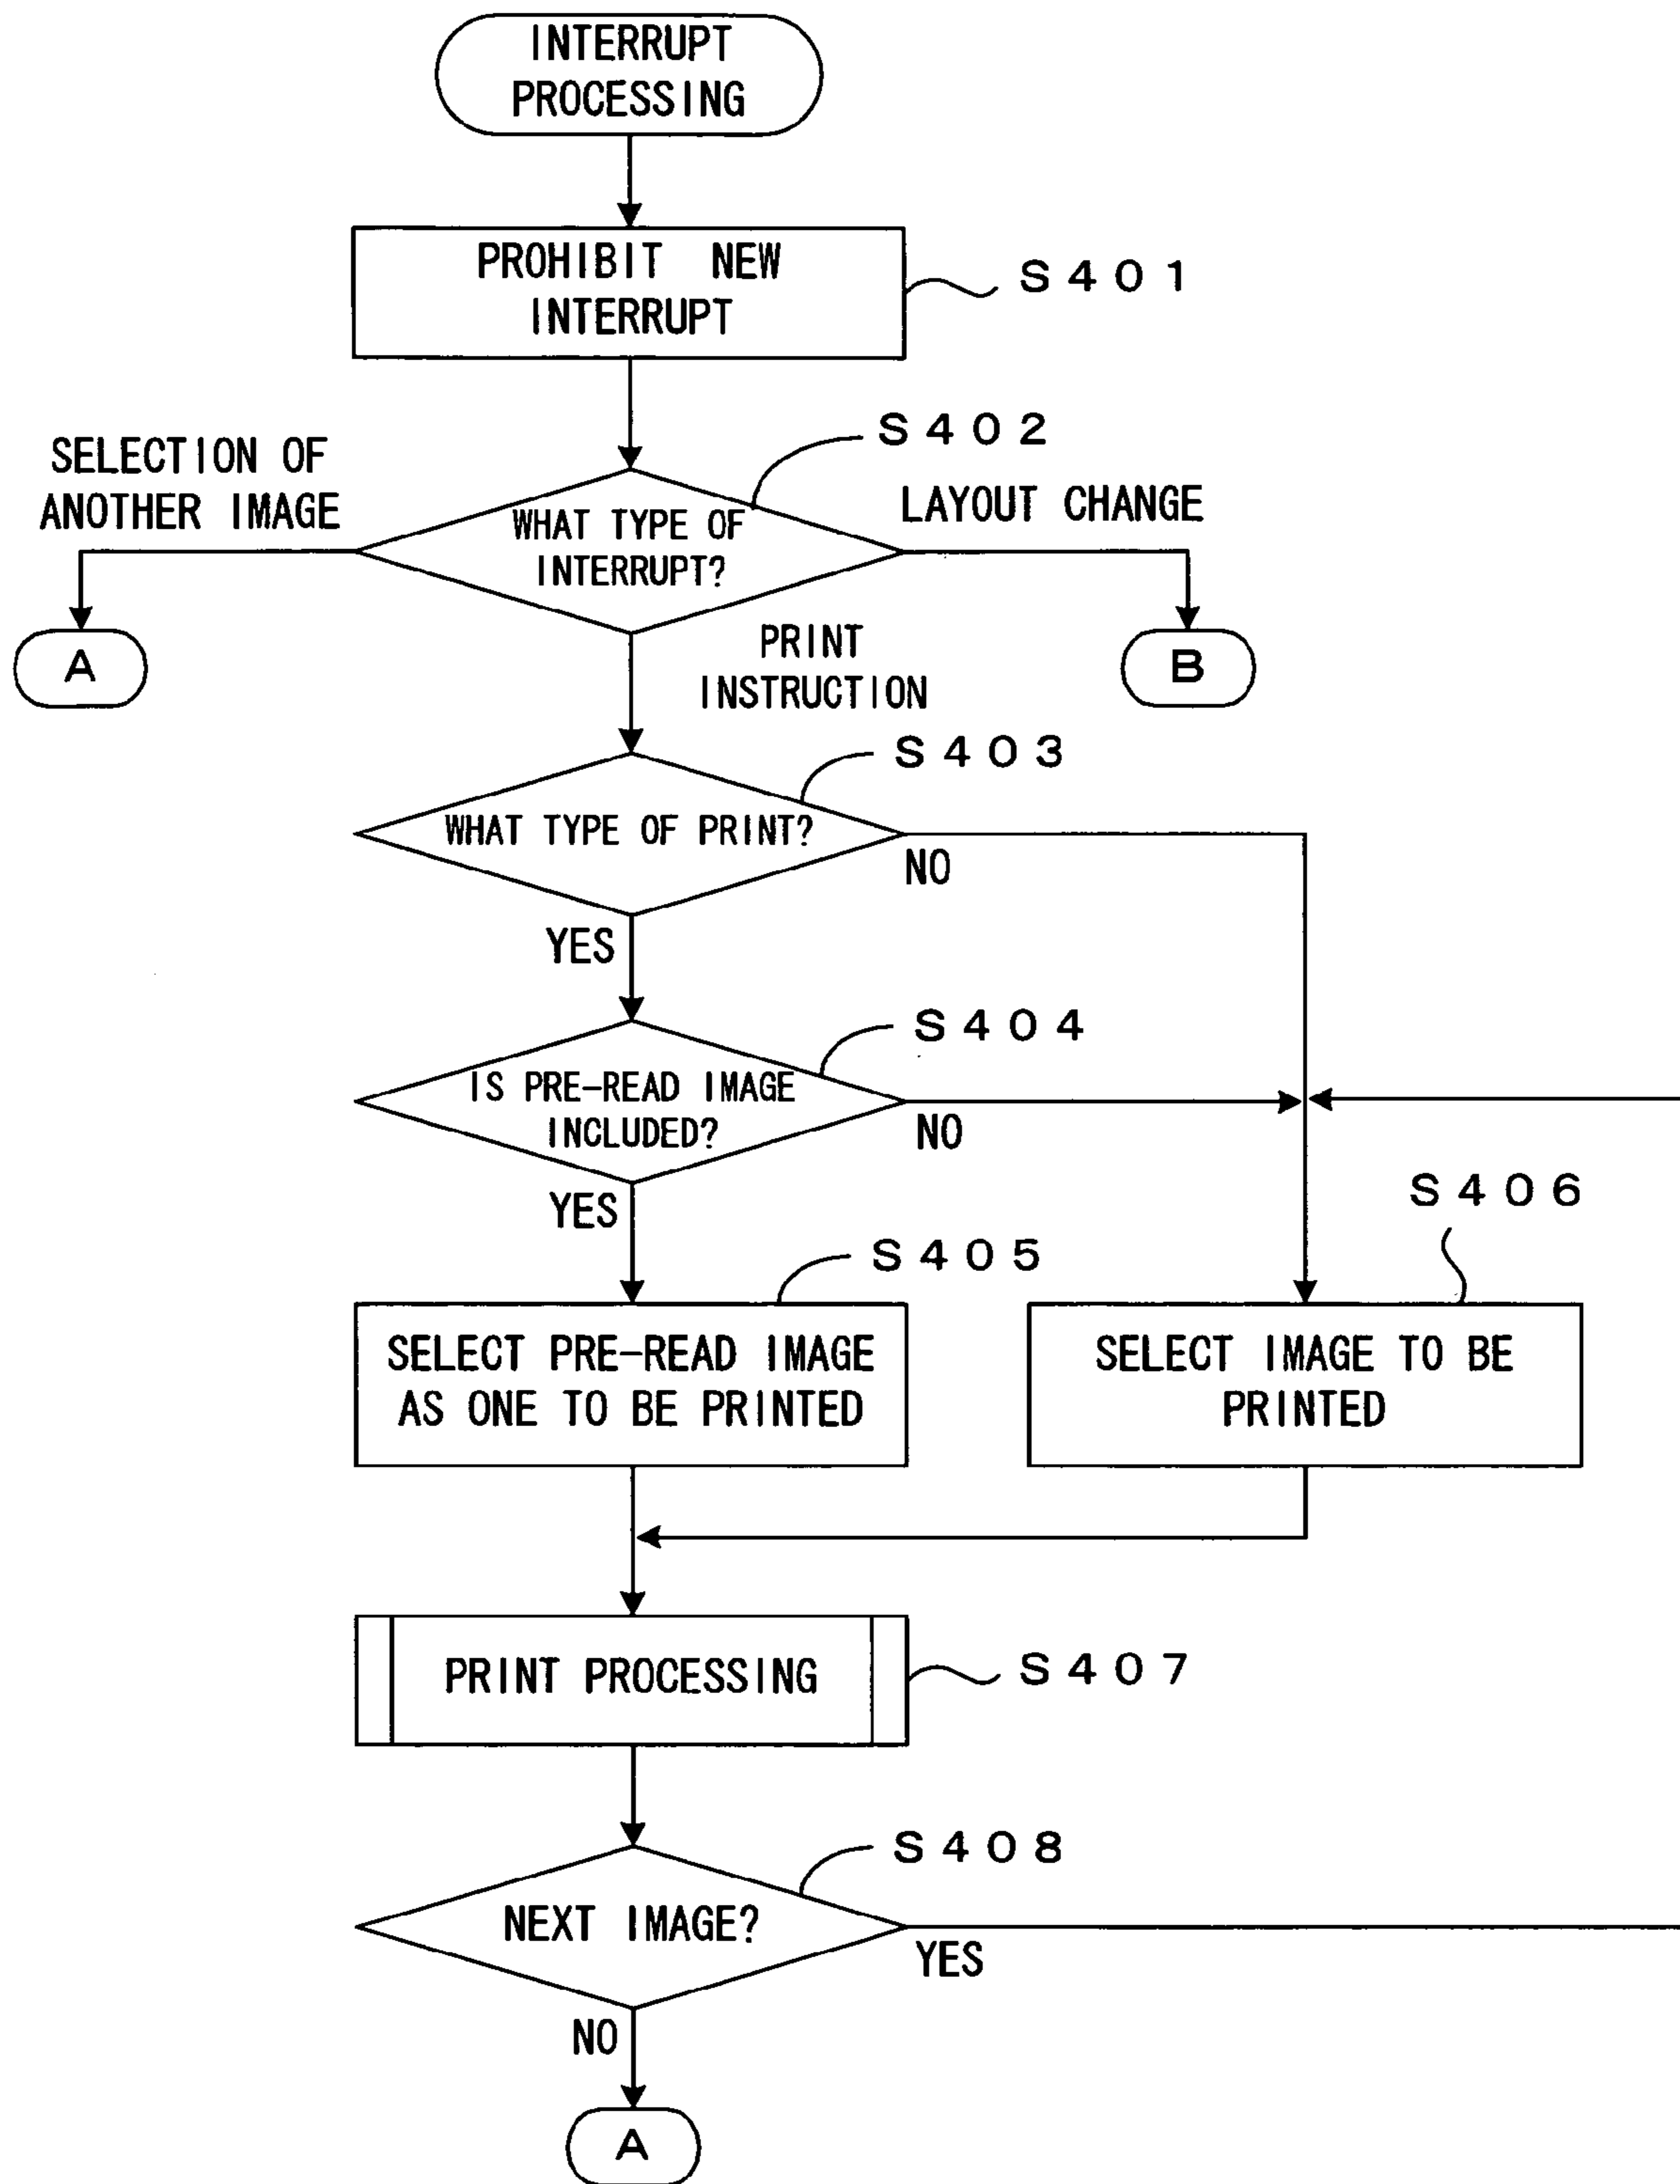 INTERRUPT
PROCESSING
PROHIBIT NEW
INTERRUPT
S401
S402
SELECTION OF
ANOTHER IMAGE
WHAT TYPE OF
INTERRUPT?
LAYOUT CHANGE
A
B
PRINT
INSTRUCTION
S403
WHAT TYPE OF PRINT?
NO
YES
S404
IS PRE-READ IMAGE
INCLUDED?
NO
YES
S405
S406
SELECT PRE-READ IMAGE
AS ONE TO BE PRINTED
SELECT IMAGE TO BE
PRINTED
PRINT PROCESSING
S407
S408
NEXT IMAGE?
YES
NO
A